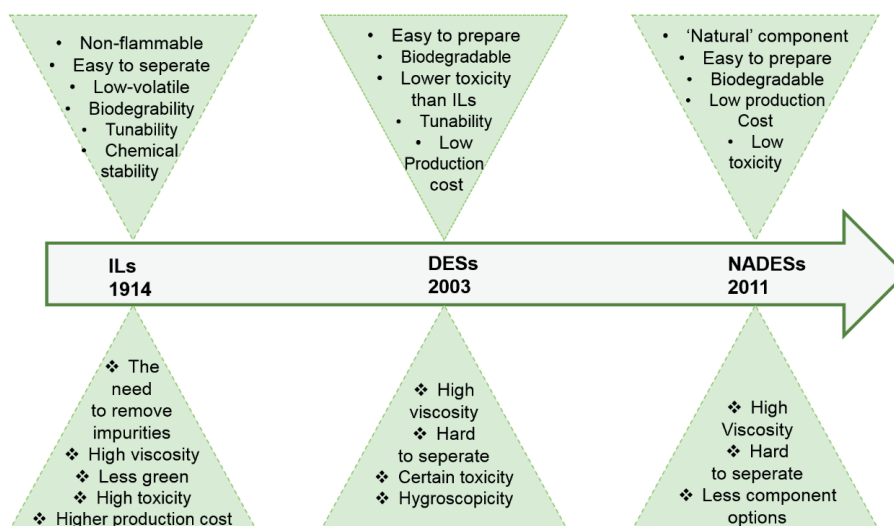 • Non-flammable
• Easy to seperate
• Low-volatile
• Biodegrability
• Tunability
• Chemical
stability
• Easy to prepare
• Biodegradable
• Lower toxicity
than ILs
• Tunability
• Low
Production
cost
• ‘Natural’ component
• Easy to prepare
• Biodegradable
• Low production
Cost
• Low
toxicity
ILs
1914
DESs
2003
NADESs
2011
❖ The
need
to remove
impurities
❖ High viscosity
❖ Less green
❖ High toxicity
❖ Higher production cost
❖ High
viscosity
❖ Hard
to seperate
❖ Certain toxicity
❖ Hygroscopicity
❖ High
Viscosity
❖ Hard
to seperate
❖ Less component
options